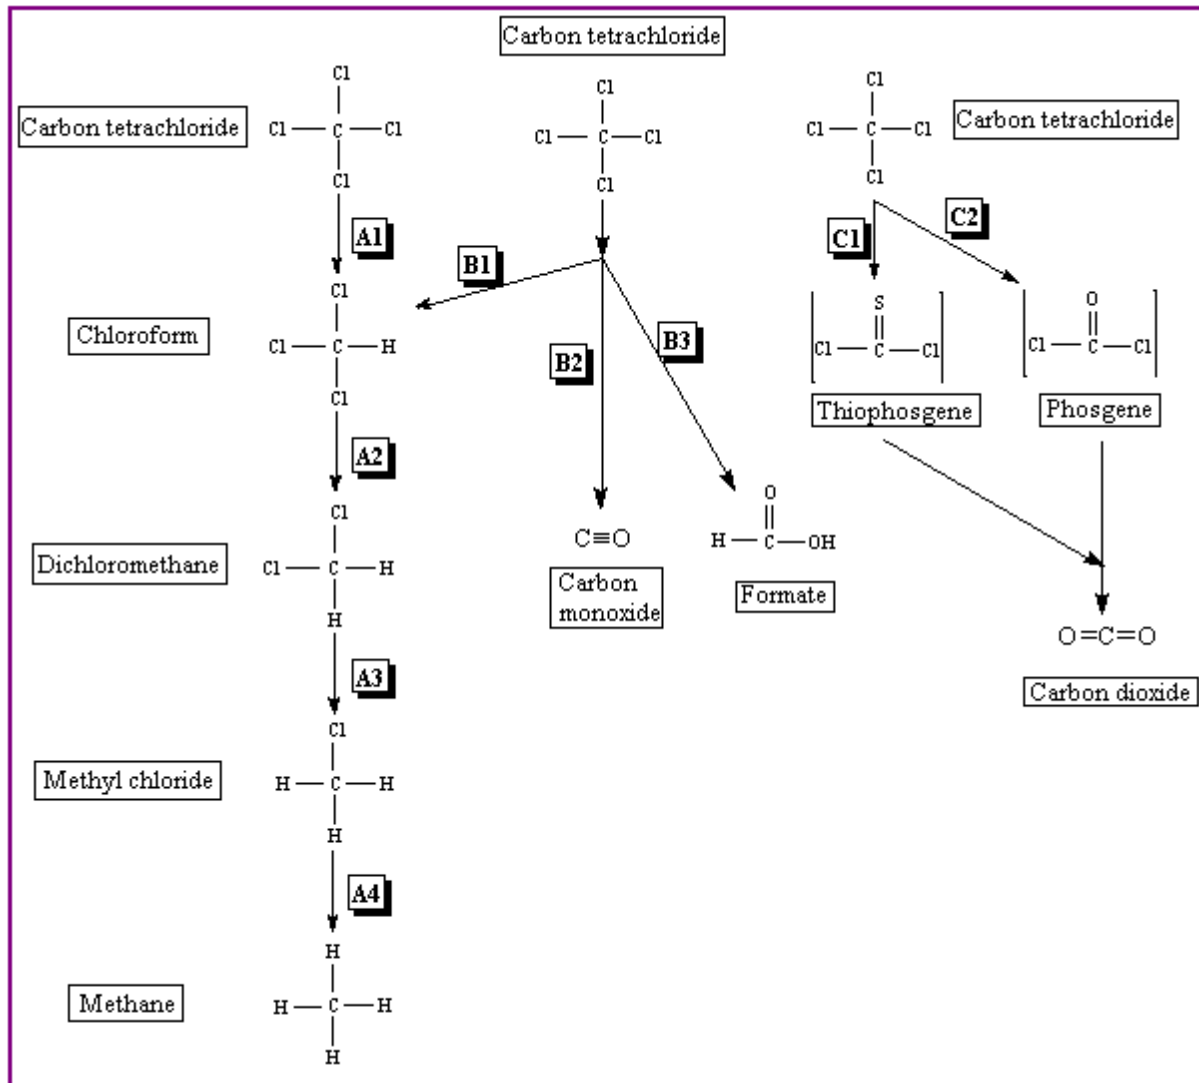 Carbon tetrachloride
Carbon tetrachloride
Cl
Cl C Cl
Cl
Cl
Cl C Cl
Cl
Cl
Cl C Cl
Cl
Carbon tetrachloride
A1
B1
C1
C2
Chloroform
Cl
Cl C H
Cl
B2
B3
S
Cl C Cl
O
Cl C Cl
Thiophosgene
Phosgene
A2
Dichloromethane
Cl
Cl C H
H
C≡O
Carbon
monoxide
O
H C OH
Formate
O=C=O
Carbon dioxide
A3
Methyl chloride
Cl
H C H
H
A4
Methane
H
H C H
H